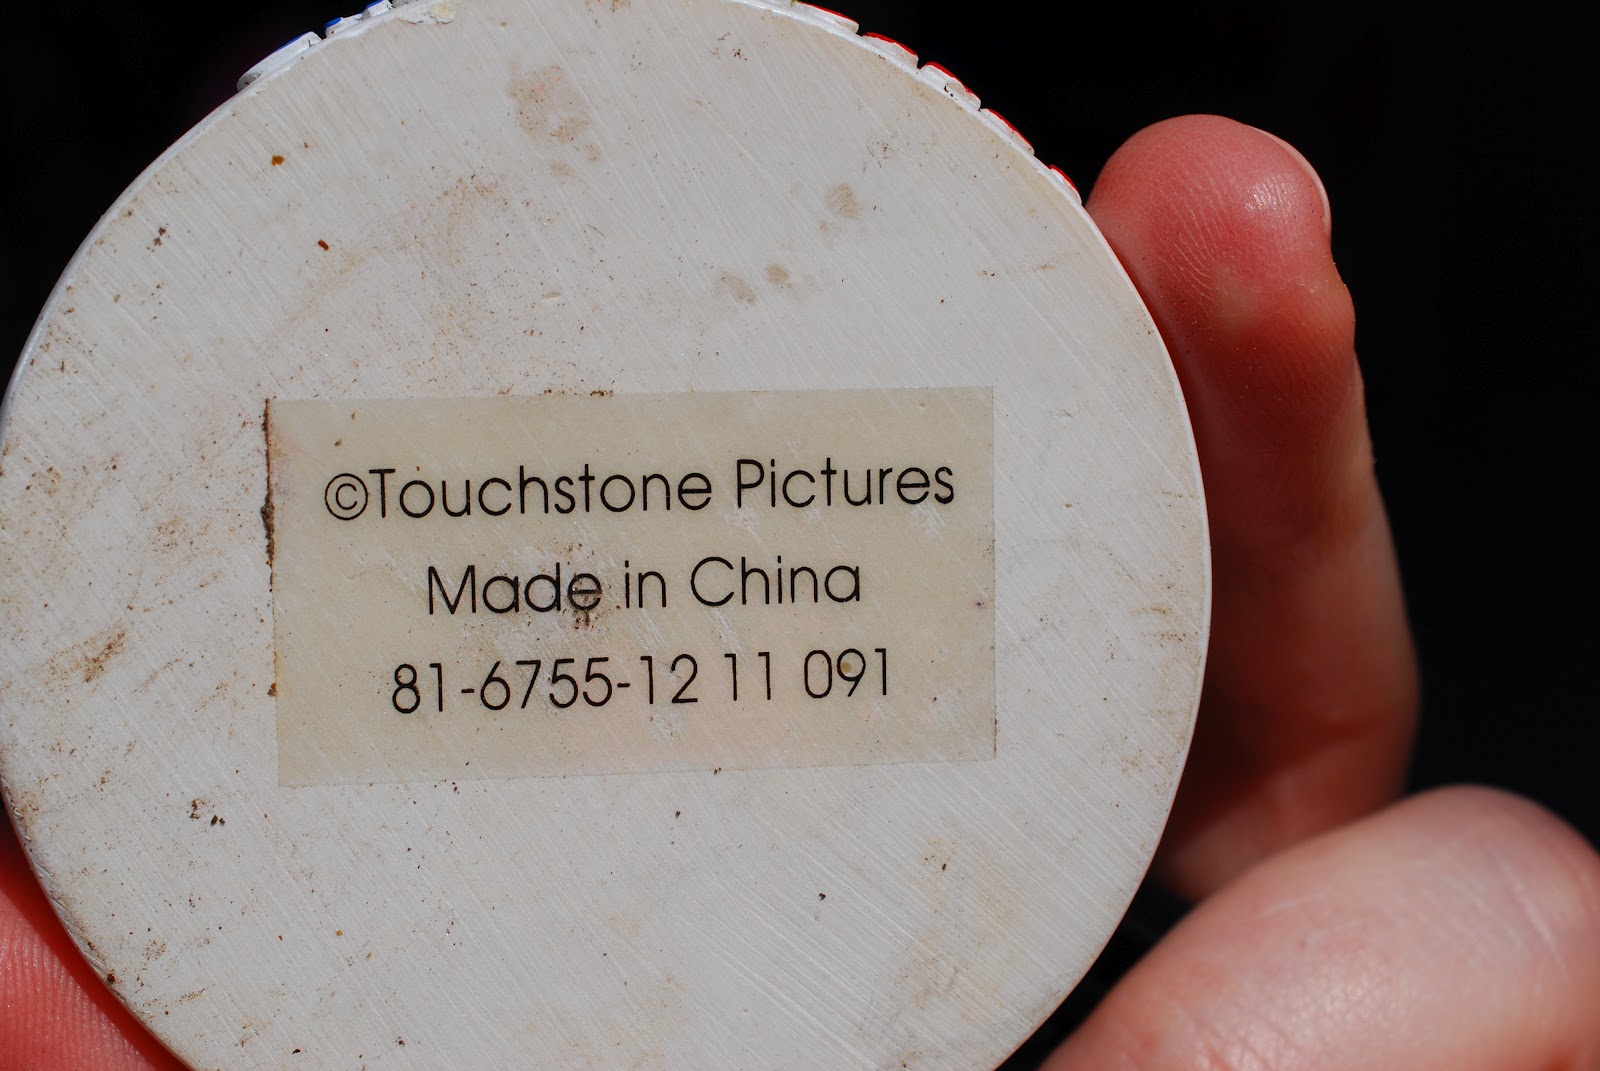 ©Touchstone Pictures
Made in China
81-6755-12 11 091